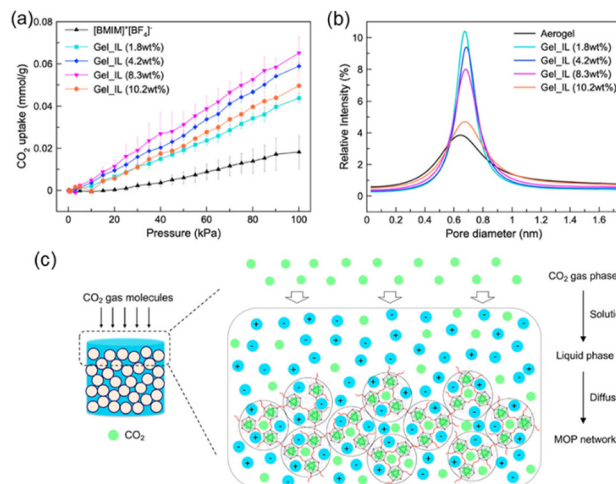 (a)
CO₂ uptake (mmol/g)
0.08
0.06
0.04
0.02
0.00
[BMIM]⁺[BF₄]⁻
Gel_IL (1.8wt%)
Gel_IL (4.2wt%)
Gel_IL (8.3wt%)
Gel_IL (10.2wt%)
0 20 40 60 80 100
Pressure (kPa)
(b)
Relative Intensity (%)
12
10
8
6
4
2
0
Aerogel
Gel_IL (1.8wt%)
Gel_IL (4.2wt%)
Gel_IL (8.3wt%)
Gel_IL (10.2wt%)
0 0.2 0.4 0.6 0.8 1 1.2 1.4 1.6
Pore diameter (nm)
(c)
CO₂ gas molecules
CO₂
CO₂ gas phase
Solutio
Liquid phase
Diffus
MOP network